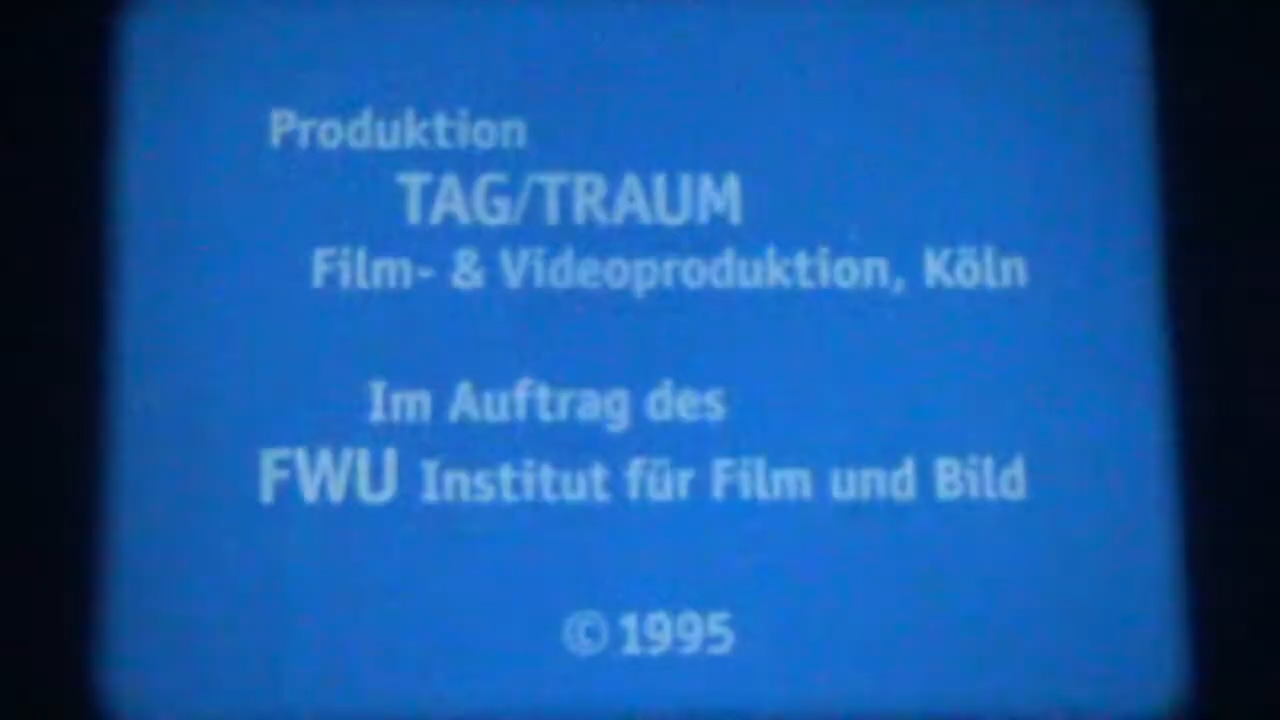 Produktion
TAG/TRAUM
Film- & Videoproduktion, Köln
Im Auftrag des
FWU Institut für Film und Bild
© 1995